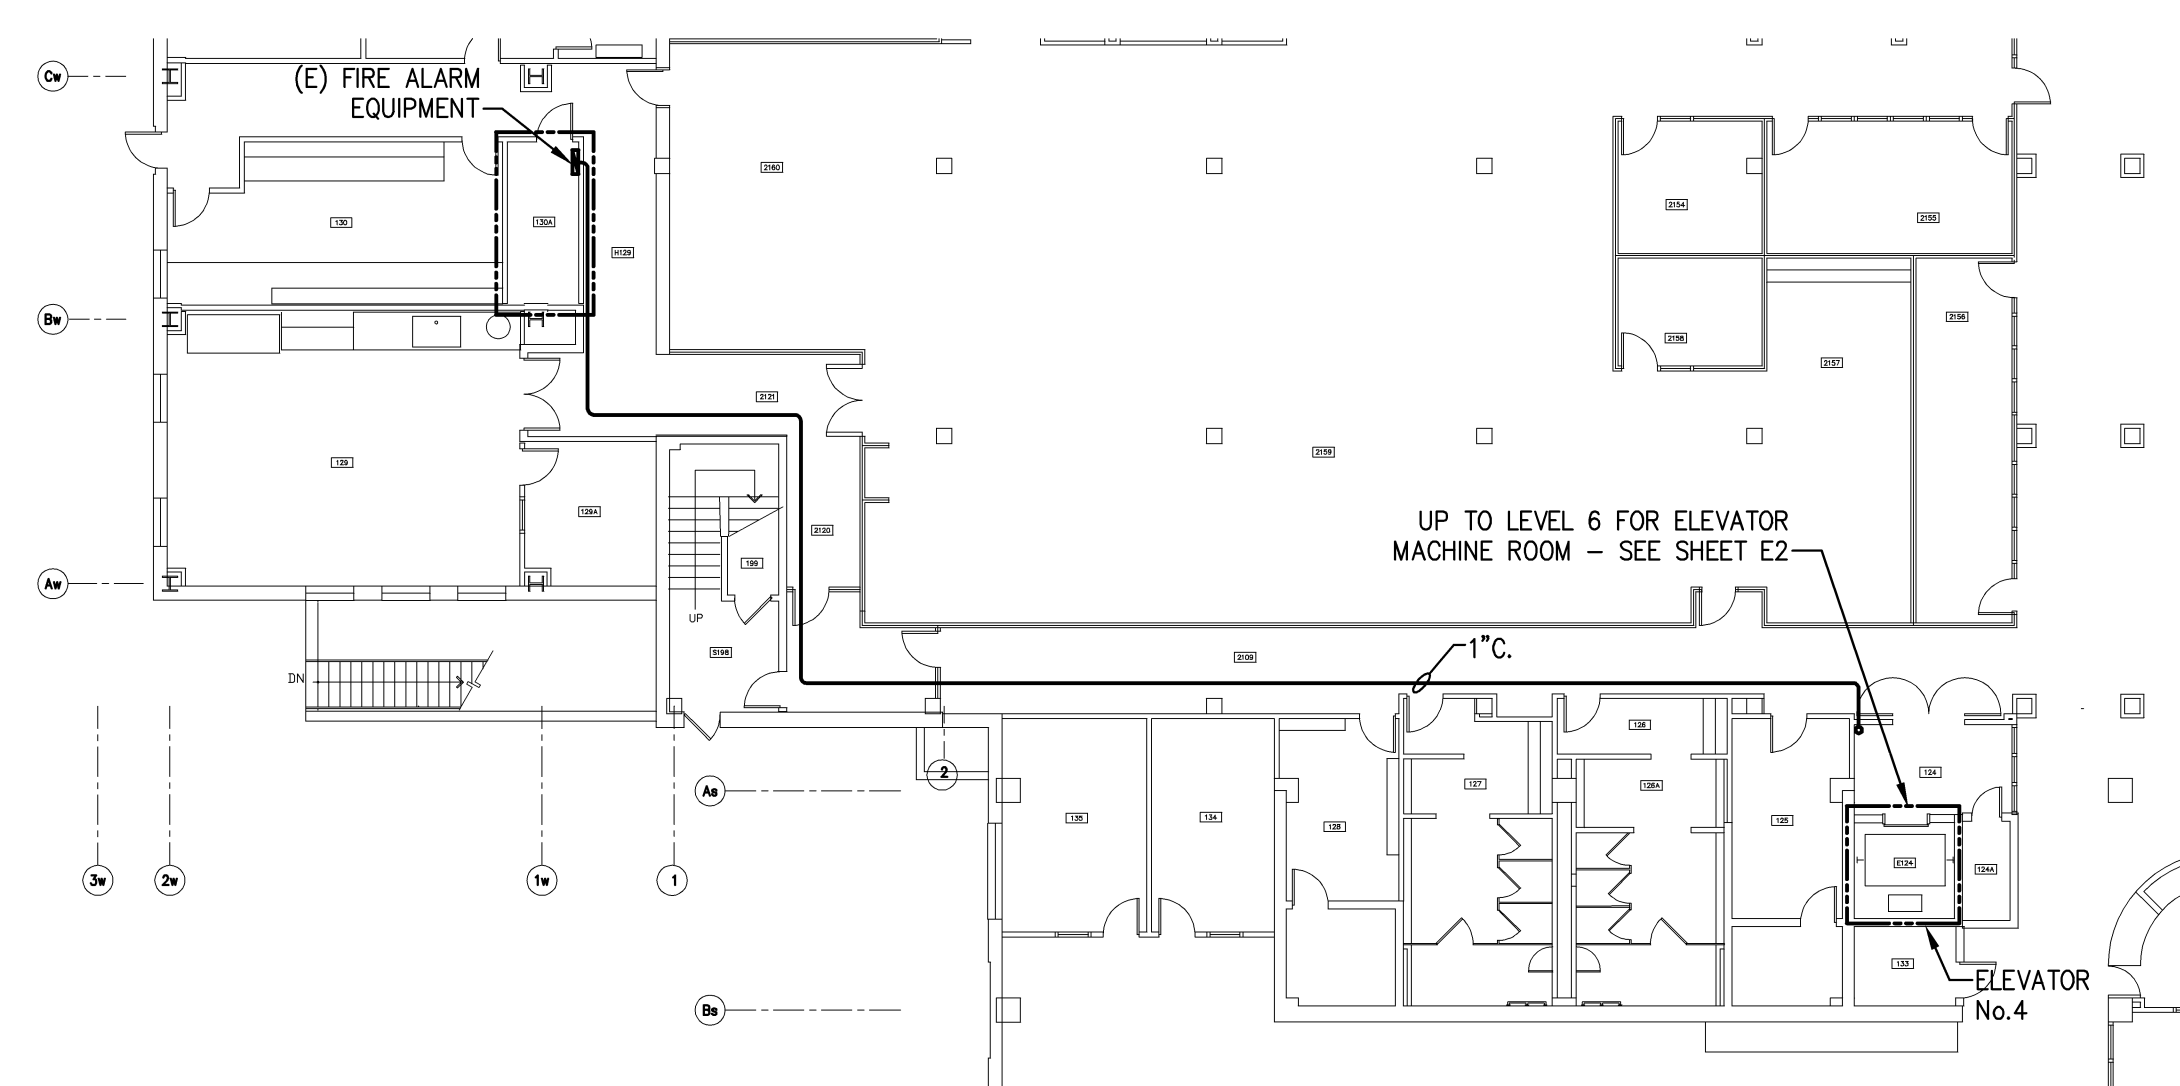 Cw
(E) FIRE ALARM
EQUIPMENT
2160
2154
2155
130
130A
H129
Bw
2156
2158
2157
2121
129
2159
129A
2120
UP TO LEVEL 6 FOR ELEVATOR
MACHINE ROOM – SEE SHEET E2
199
Aw
UP
S198
1"C.
2109
DN
126
2
124
As
127
126A
135
134
128
125
E124
124A
3w
2w
1w
1
133
ELEVATOR
No.4
Bs